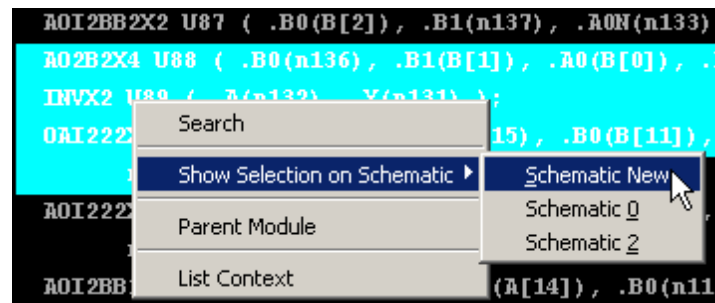 AOI2BB2X2 U87 ( .B0(B[2]), .B1(n137), .A0N(n133)
AO2B2X4 U88 ( .B0(n136), .B1(B[1]), .A0(B[0]), .
INVX2 U89 ( .A(n132), .Y(n131) );
Search
OAI222X 15), .B0(B[11]),
Show Selection on Schematic Schematic New
AOI222X Schematic 0
Parent Module
Schematic 2
List Context
AOI2BB (A[14]), .B0(n11